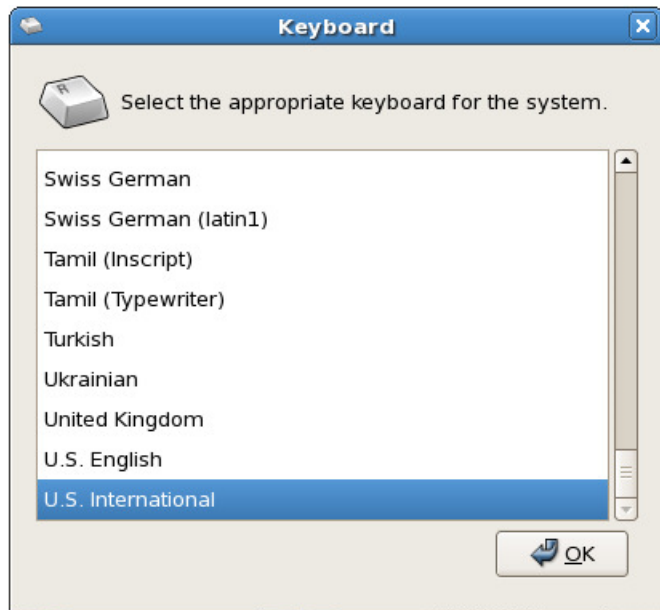 Keyboard
R
Select the appropriate keyboard for the system.
Swiss German
Swiss German (latin1)
Tamil (Inscript)
Tamil (Typewriter)
Turkish
Ukrainian
United Kingdom
U.S. English
U.S. International
OK